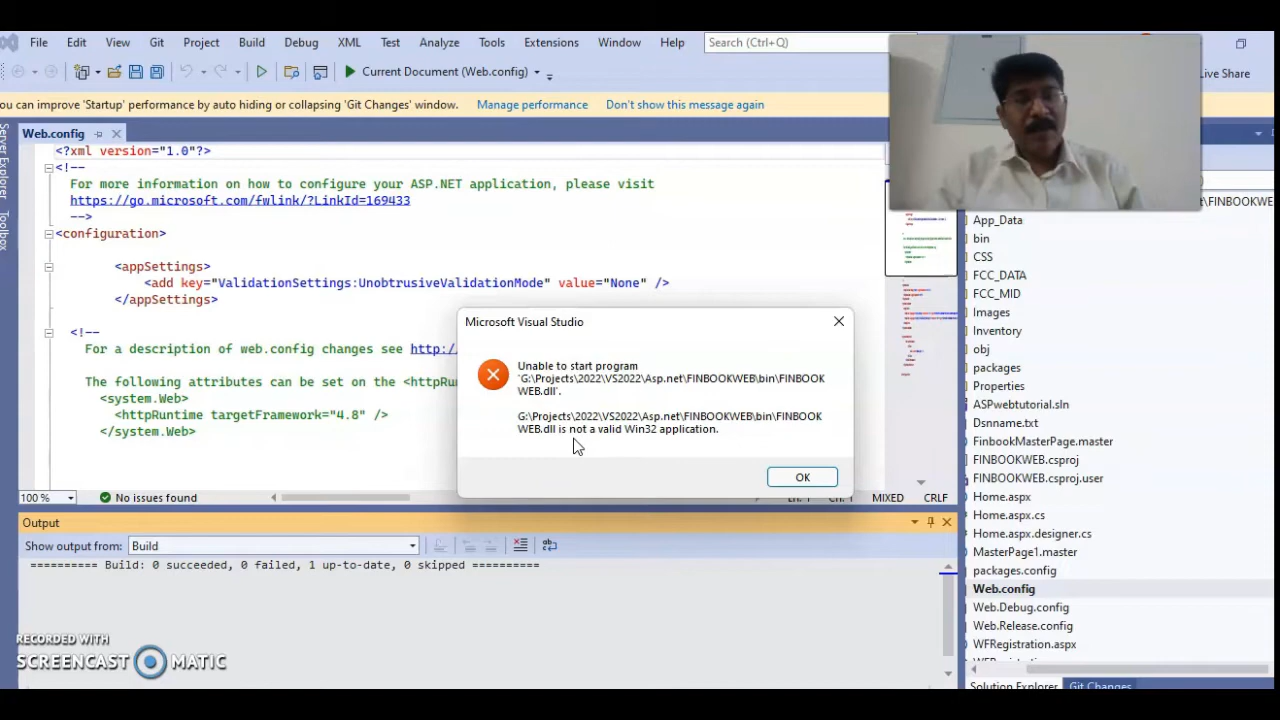 File Edit View Git Project Build Debug XML Test Analyze Tools Extensions Window Help Search (Ctrl+Q)
Current Document (Web.config)
Live Share
ou can improve 'Startup' performance by auto hiding or collapsing 'Git Changes' window. Manage performance Don't show this message again
Server Explorer
Toolbox
Web.config
<?xml version="1.0"?>
<!--
For more information on how to configure your ASP.NET application, please visit
https://go.microsoft.com/fwlink/?LinkId=169433
-->
<configuration>
<appSettings>
<add key="ValidationSettings:UnobtrusiveValidationMode" value="None" />
</appSettings>
<!--
For a description of web.config changes see http:/
The following attributes can be set on the <httpRunt
<system.Web>
<httpRuntime targetFramework="4.8" />
</system.Web>
100 %
No issues found
MIXED
CRLF
Microsoft Visual Studio
Unable to start program
'G:\Projects\2022\VS2022\Asp.net\FINBOOKWEB\bin\FINBOOK
WEB.dll'.
G:\Projects\2022\VS2022\Asp.net\FINBOOKWEB\bin\FINBOOK
WEB.dll is not a valid Win32 application.
OK
Output
Show output from: Build
========== Build: 0 succeeded, 0 failed, 1 up-to-date, 0 skipped ==========
RECORDED WITH
SCREENCAST MATIC
t\FINBOOKWE
App_Data
bin
CSS
FCC_DATA
FCC_MID
Images
Inventory
obj
packages
Properties
ASPwebtutorial.sln
Dsnname.txt
FinbookMasterPage.master
FINBOOKWEB.csproj
FINBOOKWEB.csproj.user
Home.aspx
Home.aspx.cs
Home.aspx.designer.cs
MasterPage1.master
packages.config
Web.config
Web.Debug.config
Web.Release.config
WFRegistration.aspx
Solution Explorer Git Changes